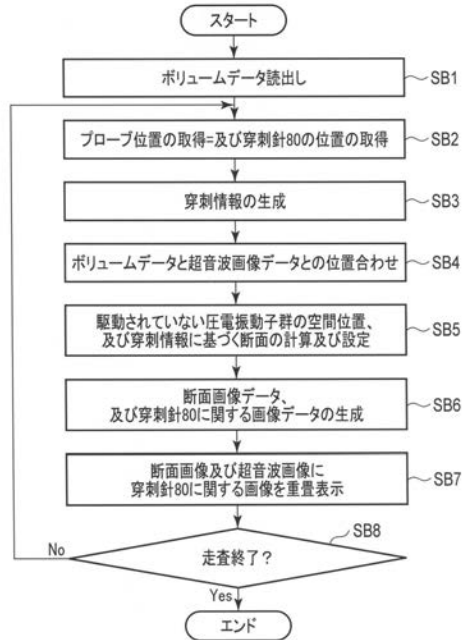 スタート
ボリュームデータ読出し
SB1
プローブ位置の取得=及び穿刺針80の位置の取得
SB2
穿刺情報の生成
SB3
ボリュームデータと超音波画像データとの位置合わせ
SB4
駆動されていない圧電振動子群の空間位置、
及び穿刺情報に基づく断面の計算及び設定
SB5
断面画像データ、
及び穿刺針80に関する画像データの生成
SB6
断面画像及び超音波画像に
穿刺針80に関する画像を重畳表示
SB7
SB8
No
走査終了?
Yes
エンド